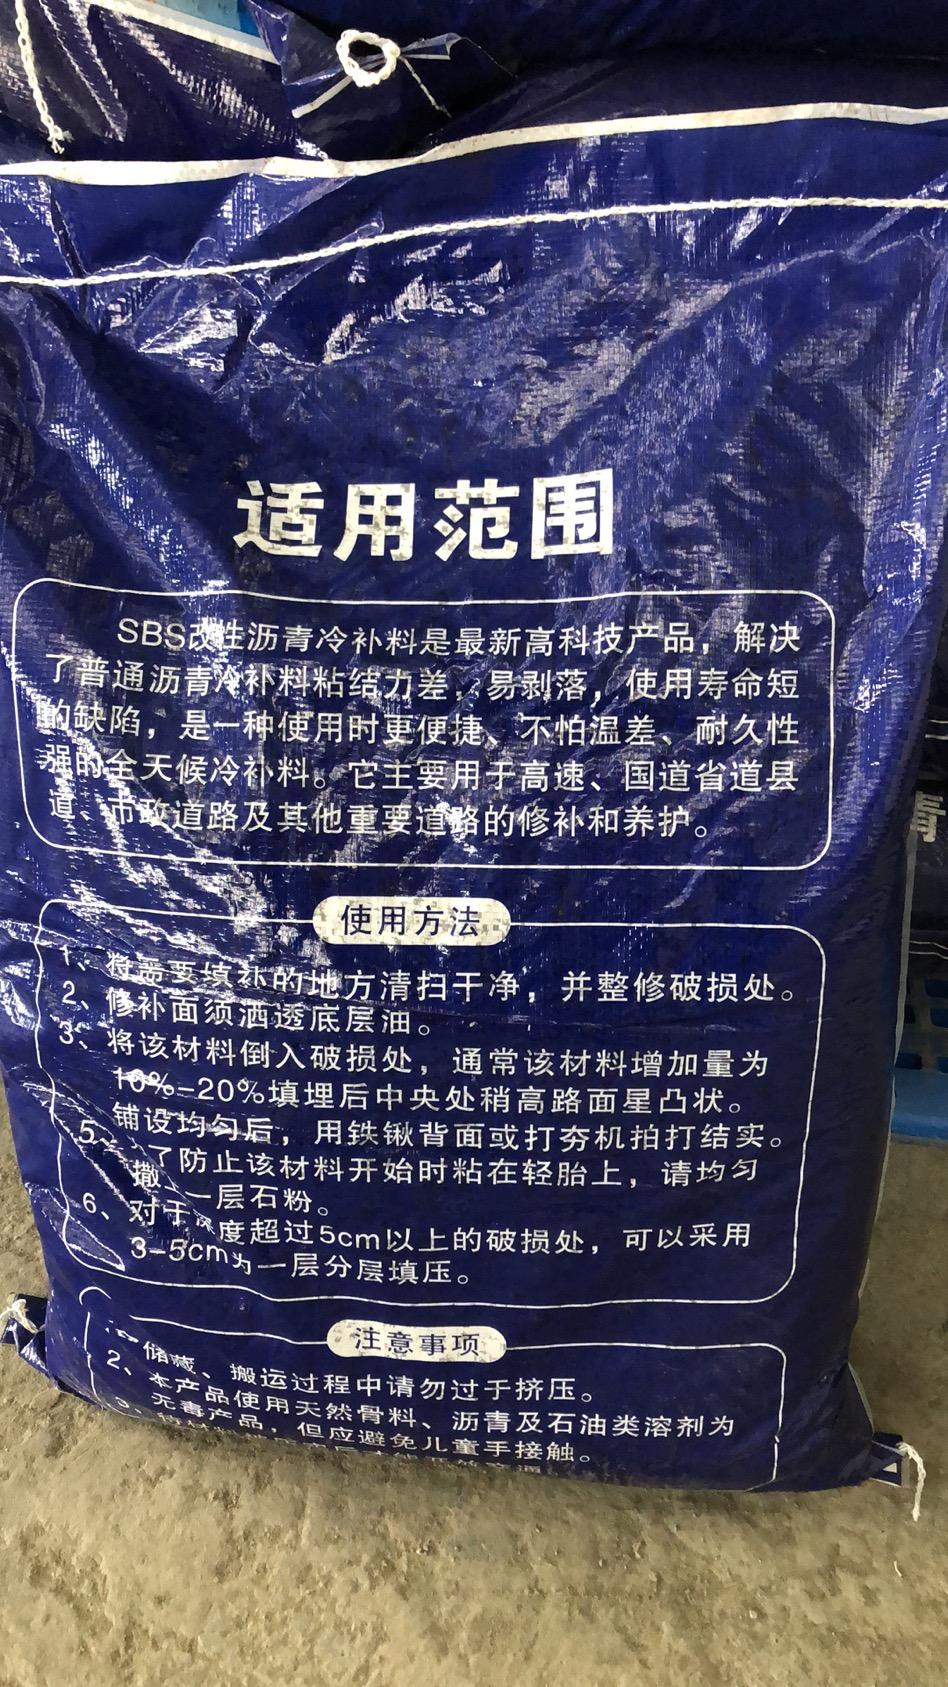 适用范围
SBS改性沥青冷补料是最新高科技产品，解决
了普通沥青冷补料粘结力差、易剥落，使用寿命短
的缺陷，是一种使用时更便捷、不怕温差、耐久性
强的全天候冷补料。它主要用于高速、国道省道县
道、市政道路及其他重要道路的修补和养护。
使用方法
1、将需要填补的地方清扫干净，并整修破损处。
2、修补面须洒透底层油。
3、将该材料倒入破损处，通常该材料增加量为
10%-20%填埋后中央处稍高路面星凸状。
铺设均匀后，用铁锹背面或打夯机拍打结实。
5、了防止该材料开始时粘在轻胎上，请均匀
撒一层石粉。
6、对于深度超过5cm以上的破损处，可以采用
3-5cm为一层分层填压。
注意事项
储藏、搬运过程中请勿过于挤压。
2、本产品使用天然骨料、沥青及石油类溶剂为
3、无毒产品，但应避免儿童手接触。
青